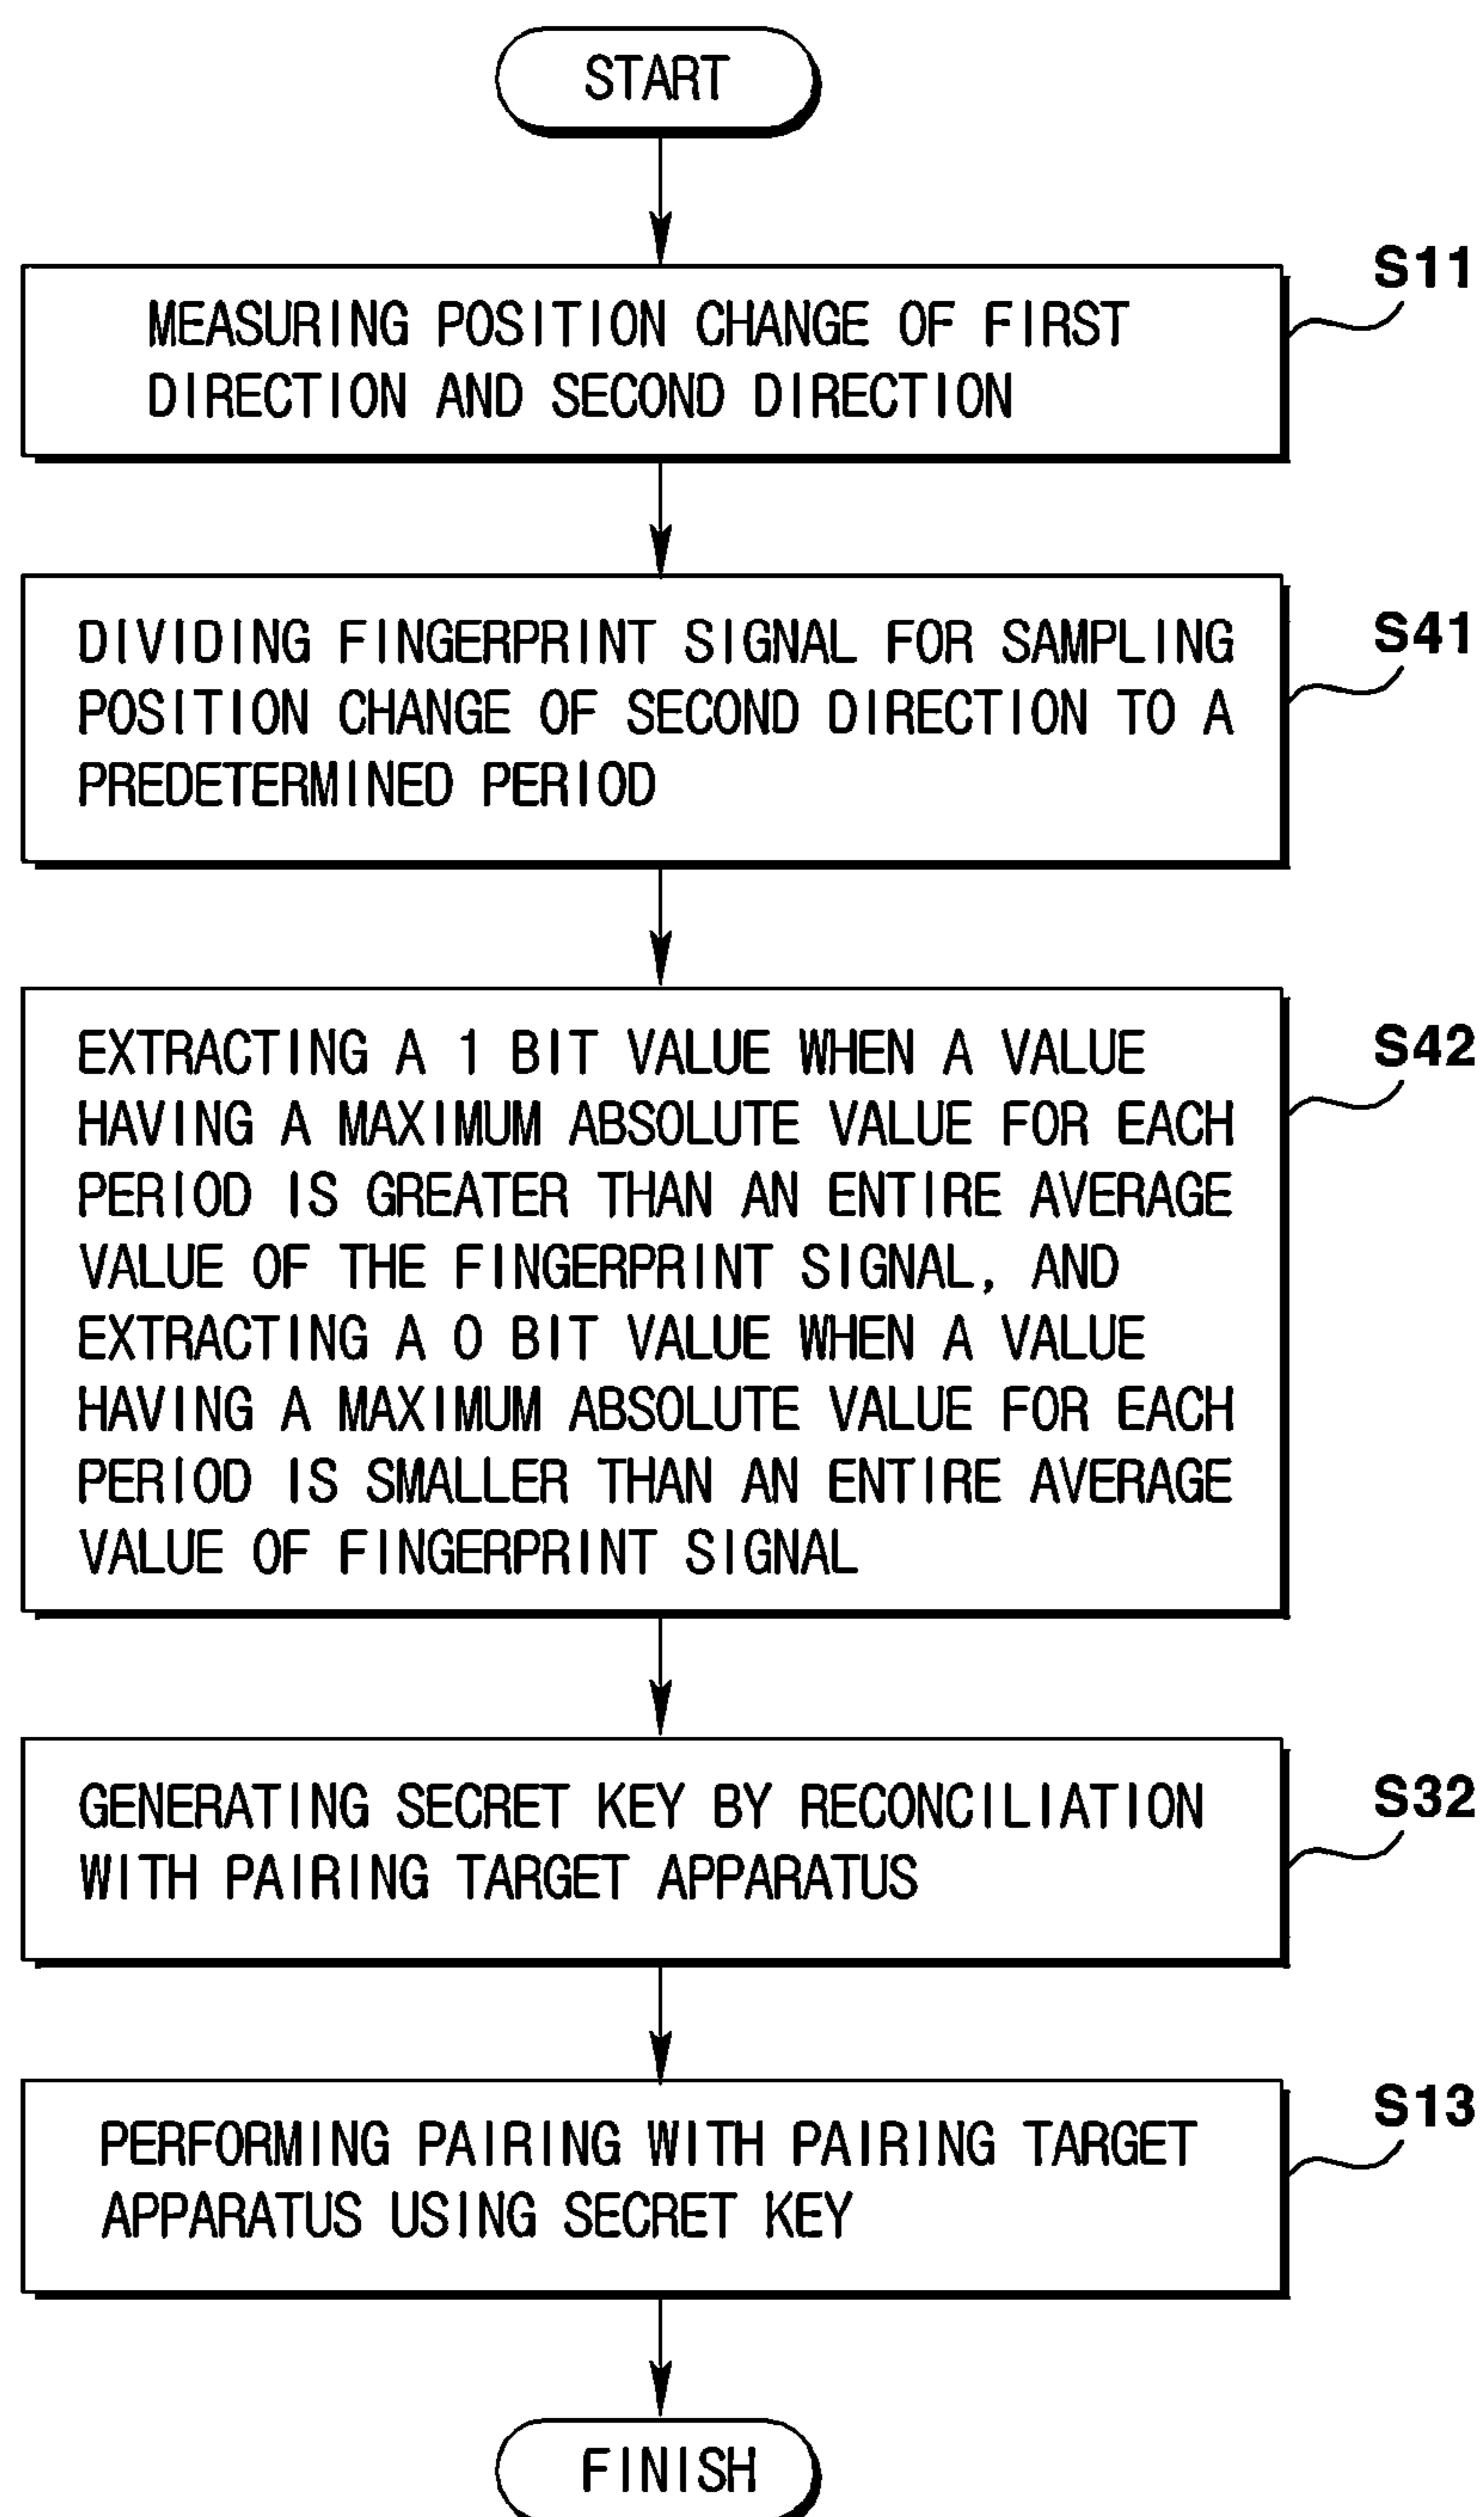 START
S11
MEASURING POSITION CHANGE OF FIRST
DIRECTION AND SECOND DIRECTION
S41
DIVIDING FINGERPRINT SIGNAL FOR SAMPLING
POSITION CHANGE OF SECOND DIRECTION TO A
PREDETERMINED PERIOD
S42
EXTRACTING A 1 BIT VALUE WHEN A VALUE
HAVING A MAXIMUM ABSOLUTE VALUE FOR EACH
PERIOD IS GREATER THAN AN ENTIRE AVERAGE
VALUE OF THE FINGERPRINT SIGNAL, AND
EXTRACTING A 0 BIT VALUE WHEN A VALUE
HAVING A MAXIMUM ABSOLUTE VALUE FOR EACH
PERIOD IS SMALLER THAN AN ENTIRE AVERAGE
VALUE OF FINGERPRINT SIGNAL
S32
GENERATING SECRET KEY BY RECONCILIATION
WITH PAIRING TARGET APPARATUS
S13
PERFORMING PAIRING WITH PAIRING TARGET
APPARATUS USING SECRET KEY
FINISH